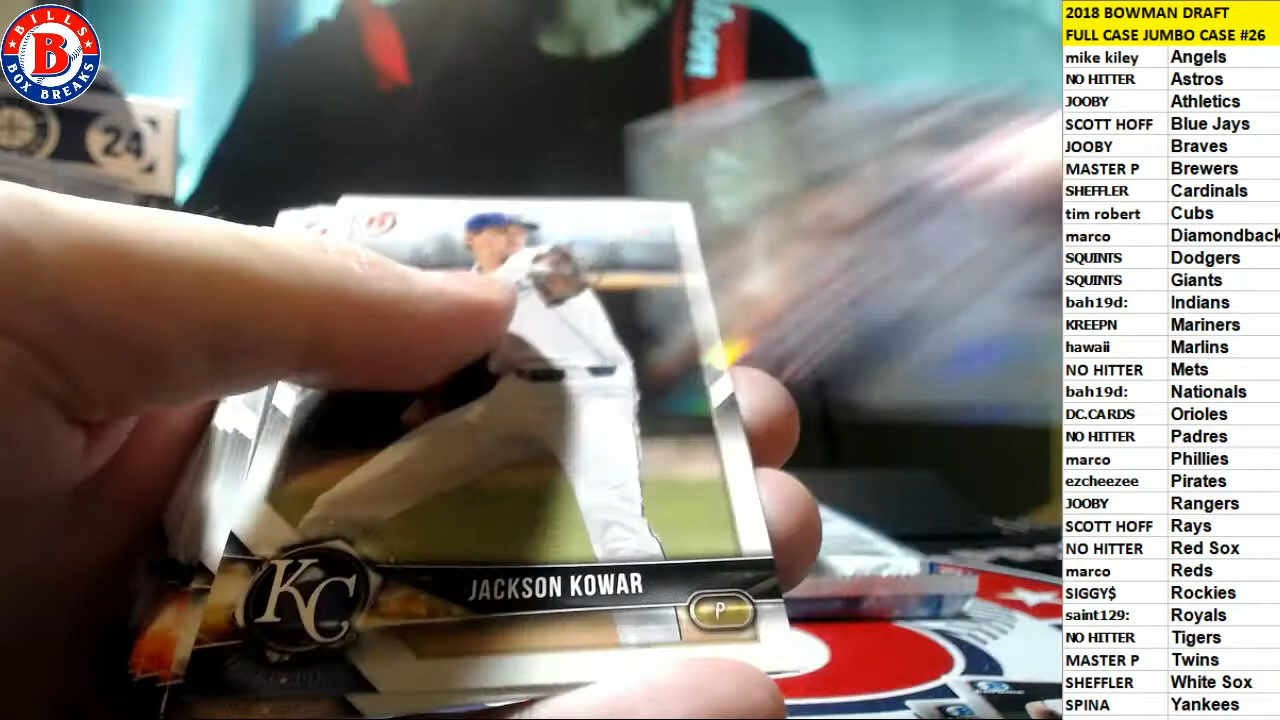 BILLS
B
BOX BREAKS
24
JACKSON KOWAR
KC
P
2018 BOWMAN DRAFT
FULL CASE JUMBO CASE #26
mike kiley Angels
NO HITTER Astros
JOOBY Athletics
SCOTT HOFF Blue Jays
JOOBY Braves
MASTER P Brewers
SHEFFLER Cardinals
tim robert Cubs
marco Diamondback
SQUINTS Dodgers
SQUINTS Giants
bah19d: Indians
KREEPN Mariners
hawaii Marlins
NO HITTER Mets
bah19d: Nationals
DC.CARDS Orioles
NO HITTER Padres
marco Phillies
ezcheezee Pirates
JOOBY Rangers
SCOTT HOFF Rays
NO HITTER Red Sox
marco Reds
SIGGY$ Rockies
saint129: Royals
NO HITTER Tigers
MASTER P Twins
SHEFFLER White Sox
SPINA Yankees